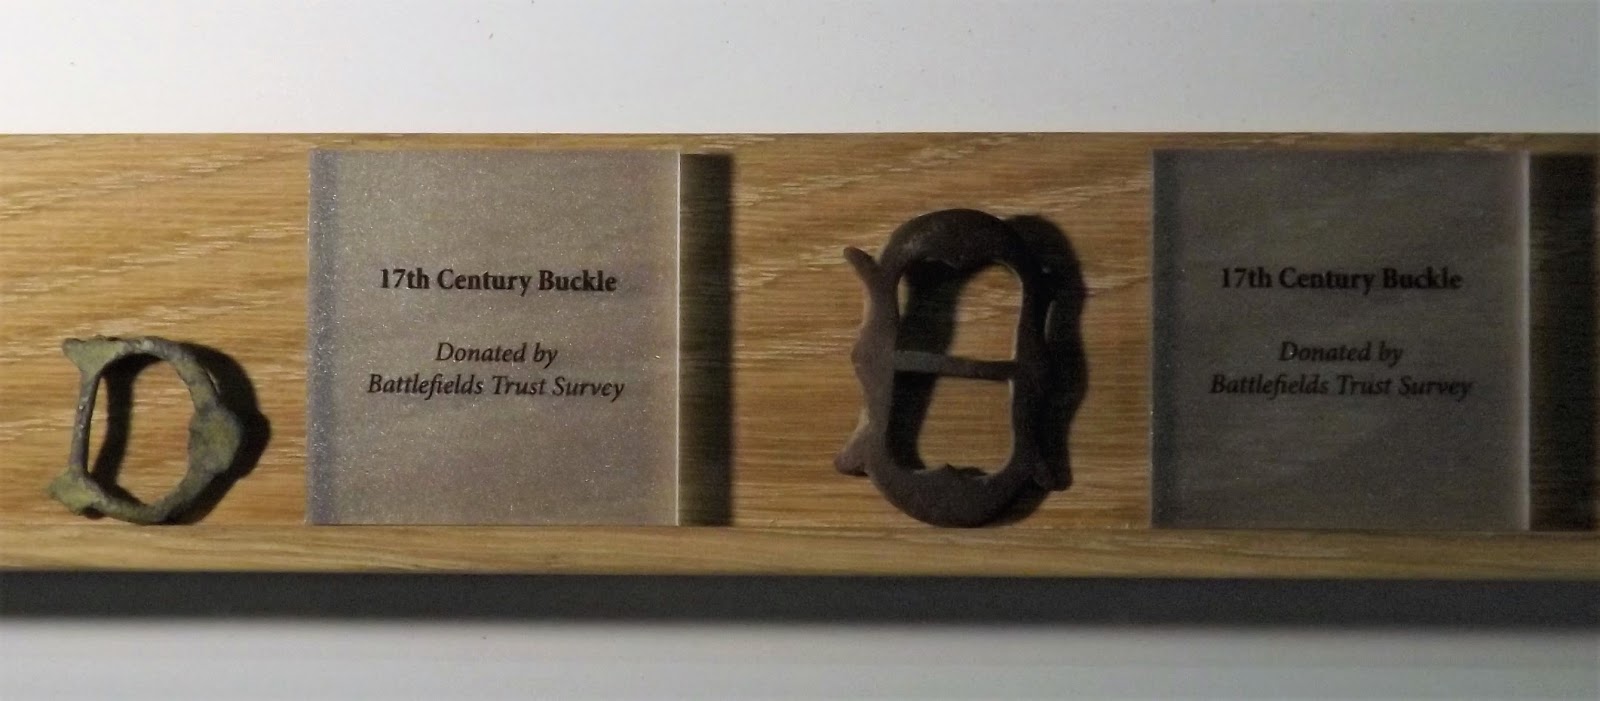 17th Century Buckle
Donated by
Battlefields Trust Survey
17th Century Buckle
Donated by
Battlefields Trust Survey